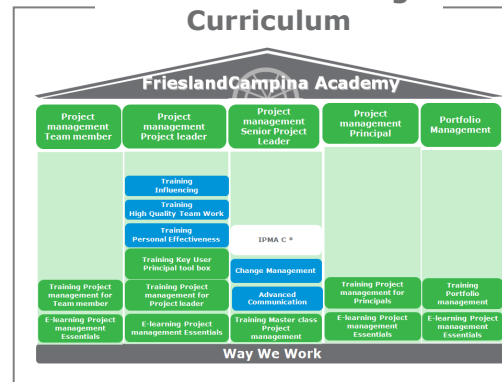 Curriculum
FrieslandCampina Academy
Project
management
Team member
Project
management
Project leader
Project
management
Senior Project
Leader
Project
management
Principal
Portfolio
Management
Training
Influencing
Training
High Quality Team Work
Training
Personal Effectiveness
Training Key User
Principal tool box
Training Project
management for
Team member
Training Project
management for
Project leader
E-learning Project
management
Essentials
E-learning Project
management Essentials
IPMA C *
Change Management
Advanced
Communication
Training Master class
Project
management
Training Project
management for
Principals
E-learning Project
management
Essentials
Training
Portfolio
management
E-learning Project
management
Essentials
Way We Work